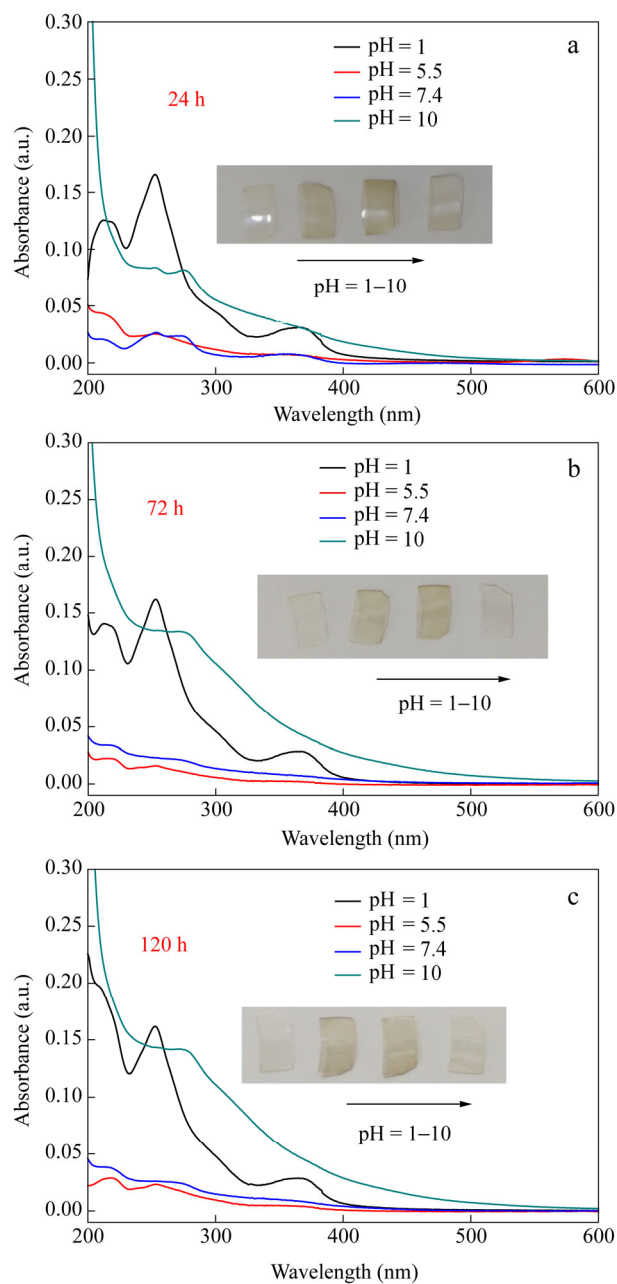 0.30
a
pH = 1
pH = 5.5
pH = 7.4
pH = 10
24 h
0.25
0.20
0.15
0.10
0.05
0.00
Absorbance (a.u.)
pH = 1–10
200 300 400 500 600
Wavelength (nm)
0.30
b
pH = 1
pH = 5.5
pH = 7.4
pH = 10
72 h
0.25
0.20
0.15
0.10
0.05
0.00
Absorbance (a.u.)
pH = 1–10
200 300 400 500 600
Wavelength (nm)
0.30
c
pH = 1
pH = 5.5
pH = 7.4
pH = 10
120 h
0.25
0.20
0.15
0.10
0.05
0.00
Absorbance (a.u.)
pH = 1–10
200 300 400 500 600
Wavelength (nm)